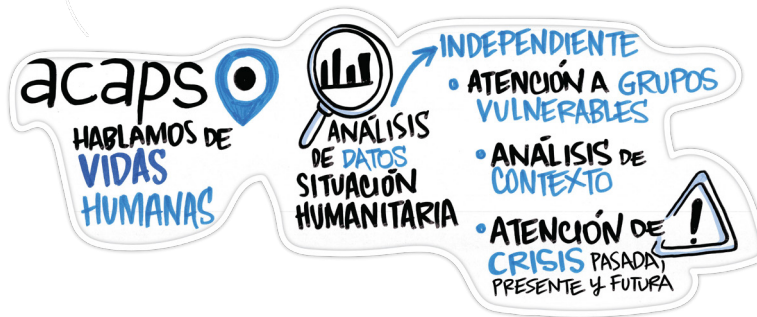 acaps
HABLAMOS DE
VIDAS
HUMANAS
ANÁLISIS
DE DATOS
SITUACIÓN
HUMANITARIA
INDEPENDIENTE
• ATENCIÓN A GRUPOS
VULNERABLES
• ANÁLISIS DE
CONTEXTO
• ATENCIÓN DE
CRISIS PASADA,
PRESENTE Y FUTURA
!